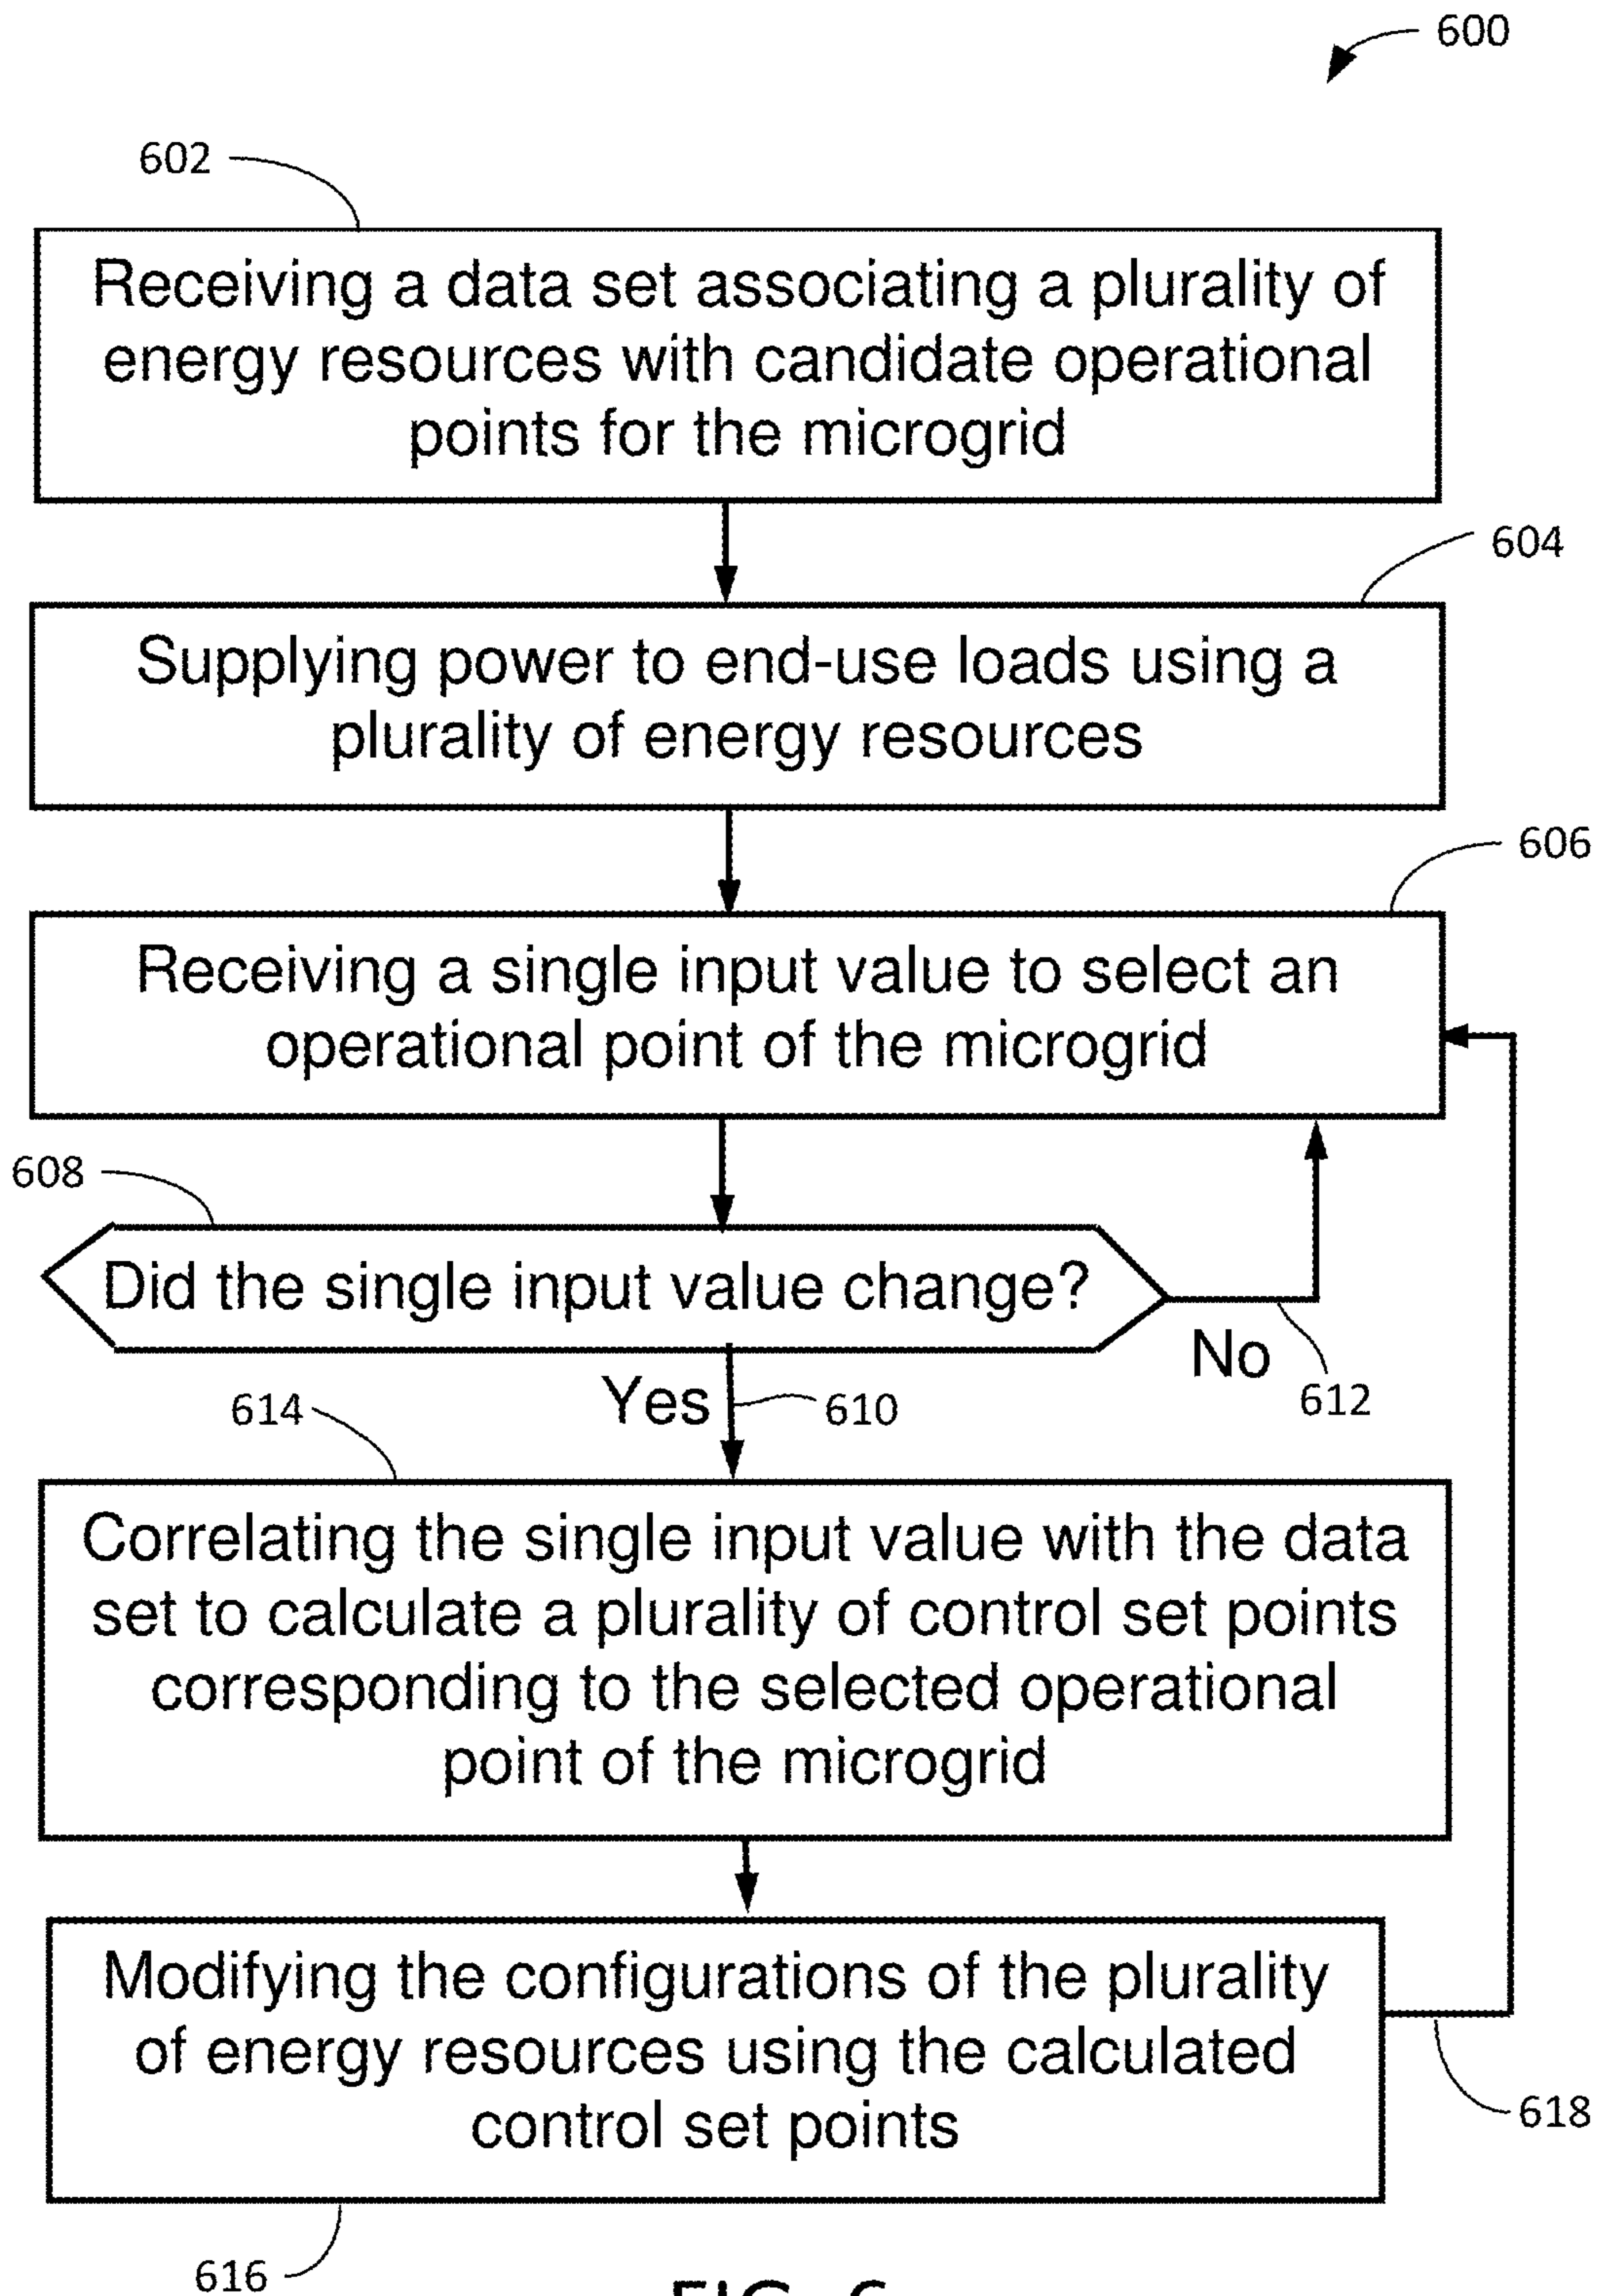 600
602
Receiving a data set associating a plurality of
energy resources with candidate operational
points for the microgrid
604
Supplying power to end-use loads using a
plurality of energy resources
606
Receiving a single input value to select an
operational point of the microgrid
608
Did the single input value change?
No
612
Yes
610
614
Correlating the single input value with the data
set to calculate a plurality of control set points
corresponding to the selected operational
point of the microgrid
Modifying the configurations of the plurality
of energy resources using the calculated
control set points
618
616
FIG. 6